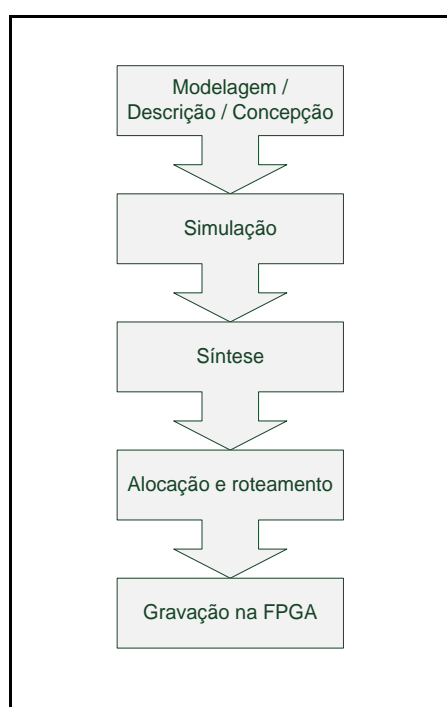 Modelagem /
Descrição / Concepção
Simulação
Síntese
Alocação e roteamento
Gravação na FPGA